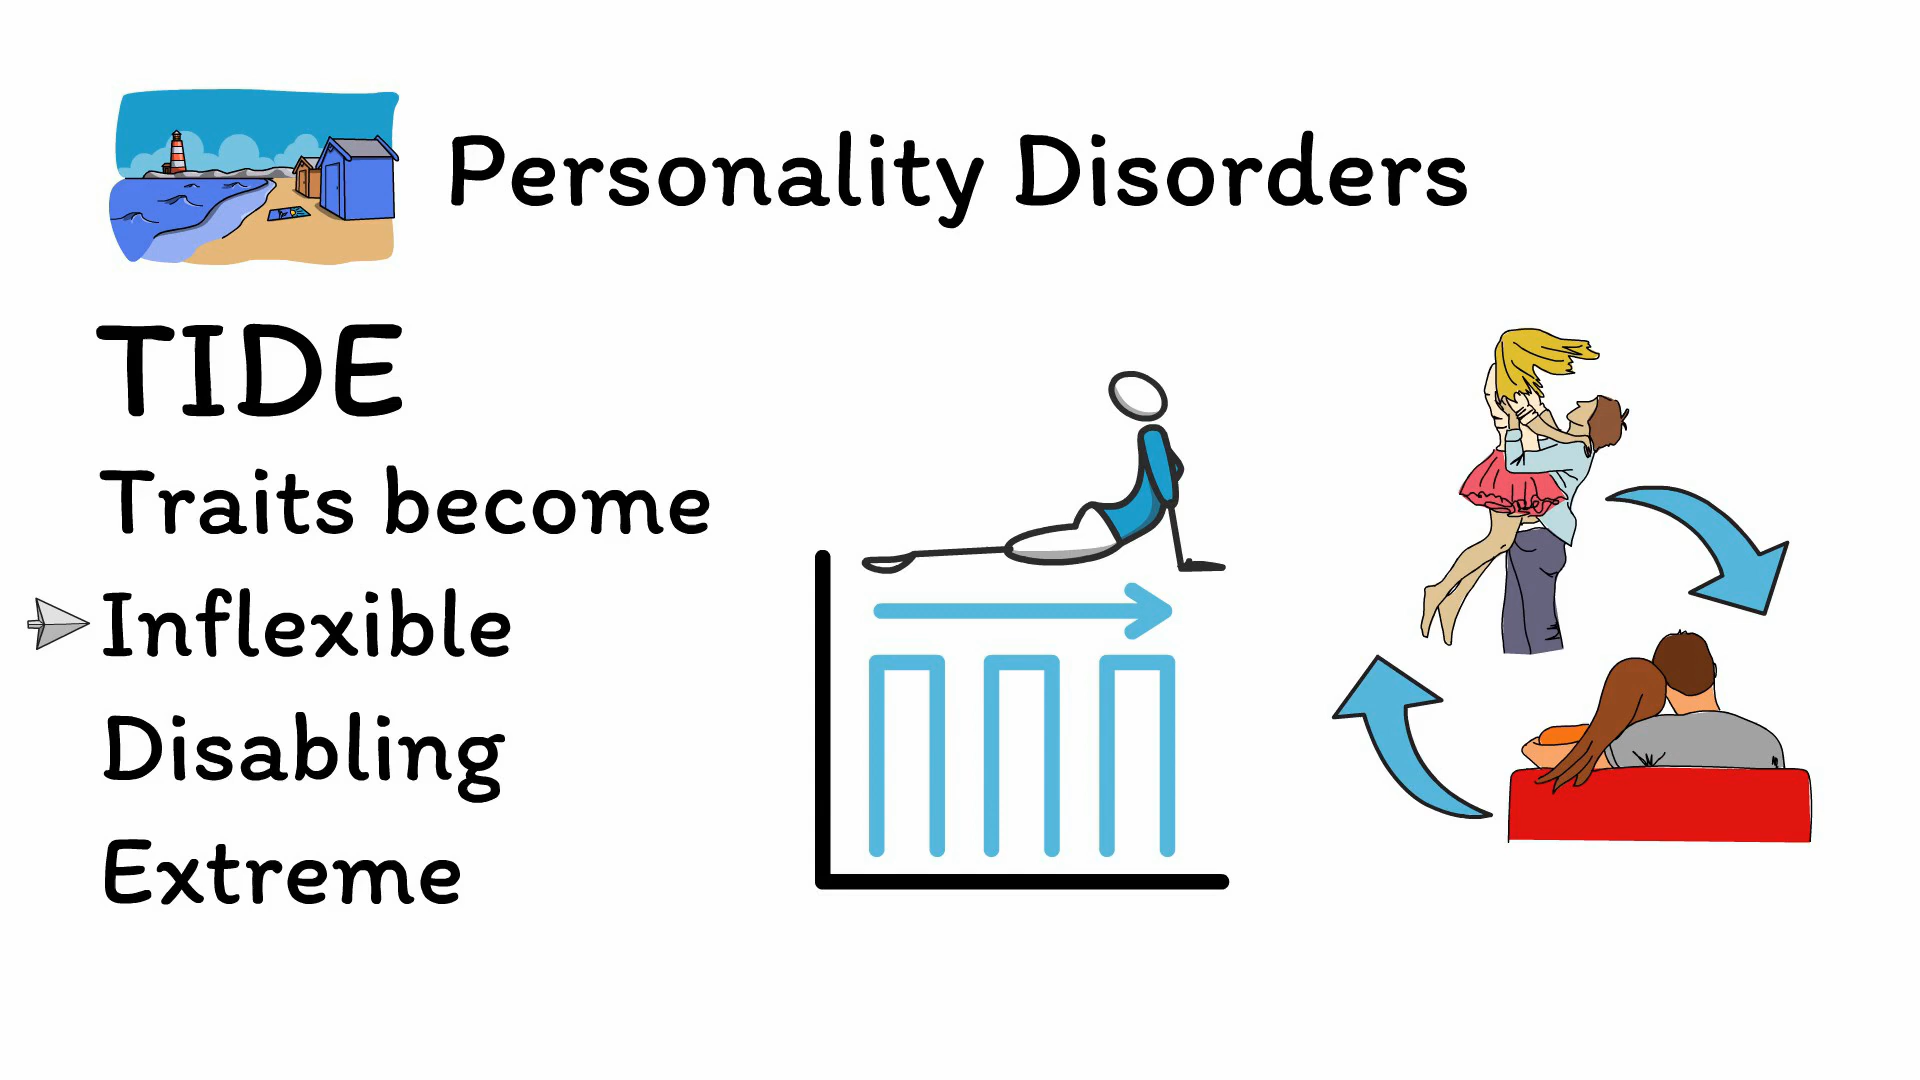 Personality Disorders
TIDE
Traits become
Inflexible
Disabling
Extreme